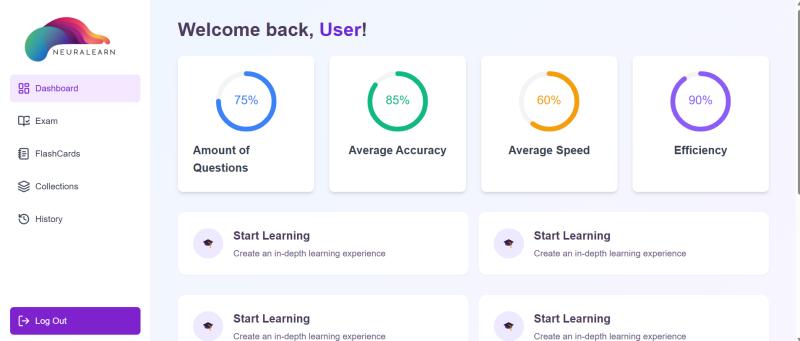 NEURALEARN
Dashboard
Exam
FlashCards
Collections
History
Log Out
Welcome back, User!
75%
Amount of
Questions
85%
Average Accuracy
60%
Average Speed
90%
Efficiency
Start Learning
Create an in-depth learning experience
Start Learning
Create an in-depth learning experience
Start Learning
Create an in-depth learning experience
Start Learning
Create an in-depth learning experience